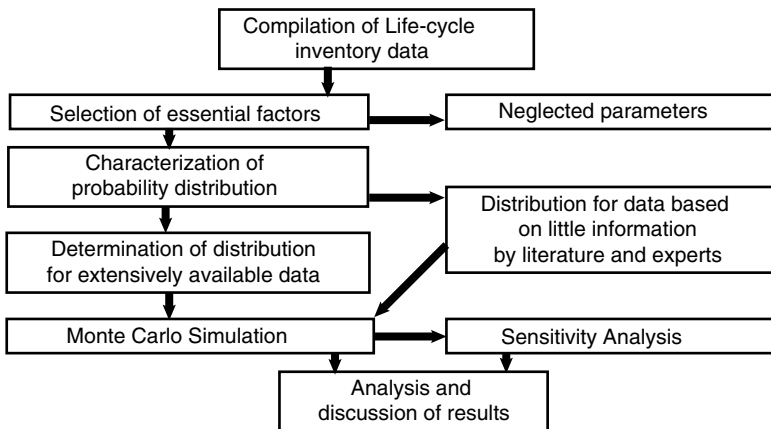 Compilation of Life-cycle
inventory data
Selection of essential factors
Neglected parameters
Characterization of
probability distribution
Distribution for data based
on little information
by literature and experts
Determination of distribution
for extensively available data
Monte Carlo Simulation
Sensitivity Analysis
Analysis and
discussion of results